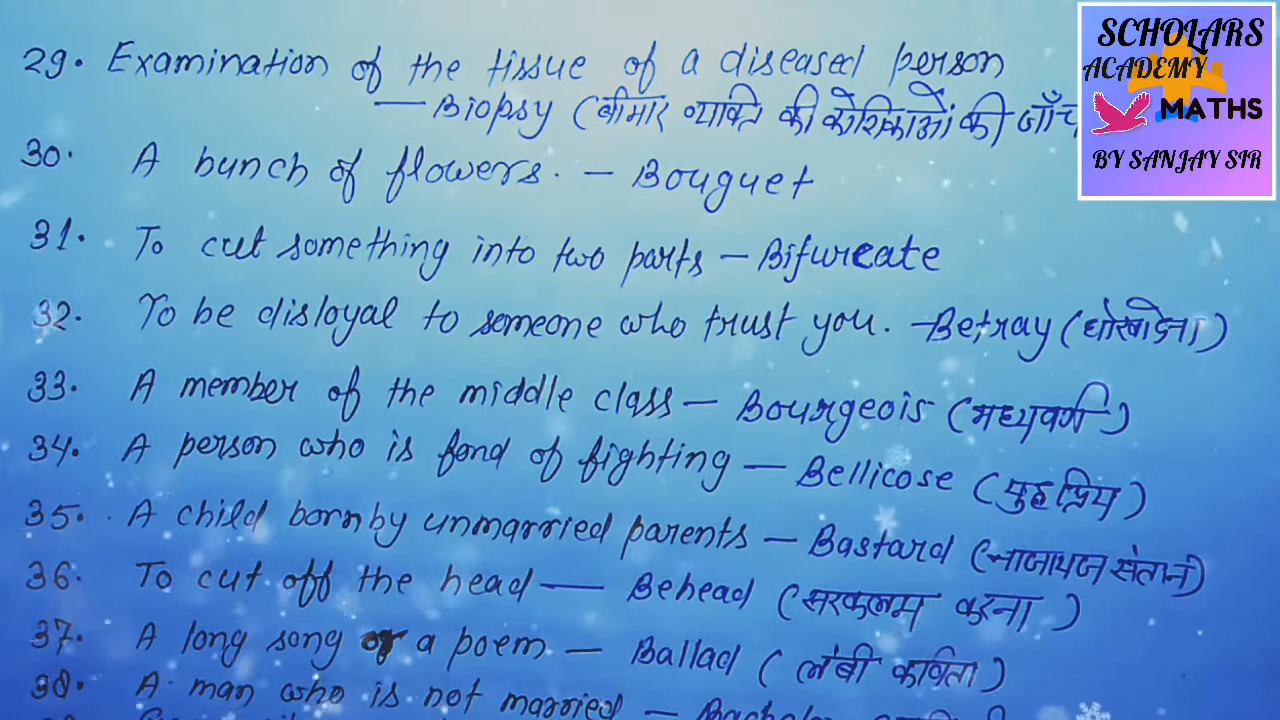 SCHOLARS
ACADEMY
MATHS
BY SANJAY SIR
29. Examination of the tissue of a diseased person
— Biopsy (बीमार व्यक्ति की कोशिकाओं की जाँच
30. A bunch of flowers. — Bouquet
31. To cut something into two parts — Bifurcate
32. To be disloyal to someone who trust you. — Betray (धोखा देना)
33. A member of the middle class — Bourgeois (मध्यवर्ग)
34. A person who is fond of fighting — Bellicose (युद्ध प्रिय)
35. A child born by unmarried parents — Bastard (नाजायज संतान)
36. To cut off the head — Behead (सरकलम करना)
37. A long song or a poem — Ballad (लंबी कविता)
38. A man who is not married —